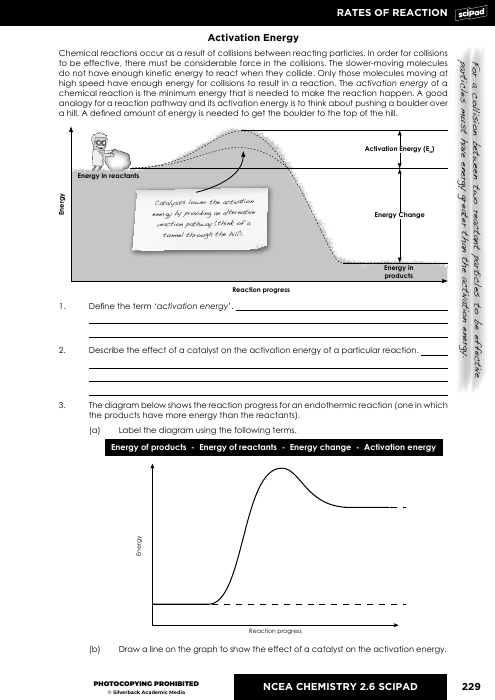 RATES OF REACTION scipad
Activation Energy
Chemical reactions occur as a result of collisions between reacting particles. In order for collisions
to be effective, there must be considerable force in the collisions. The slower-moving molecules
do not have enough kinetic energy to react when they collide. Only those molecules moving at
high speed have enough energy for collisions to result in a reaction. The activation energy of a
chemical reaction is the minimum energy that is needed to make the reaction happen. A good
analogy for a reaction pathway and its activation energy is to think about pushing a boulder over
a hill. A defined amount of energy is needed to get the boulder to the top of the hill.
For a collision between two reactant particles to be effective
particles must have energy greater than the activation energy.
Activation Energy (Ea)
Energy in reactants
Catalysts lower the activation
energy by providing an alternative
reaction pathway (think of a
tunnel through the hill).
Energy Change
Energy
Energy in
products
Reaction progress
1. Define the term ‘activation energy’.
2. Describe the effect of a catalyst on the activation energy of a particular reaction.
3. The diagram below shows the reaction progress for an endothermic reaction (one in which
the products have more energy than the reactants).
(a) Label the diagram using the following terms.
Energy of products - Energy of reactants - Energy change - Activation energy
Energy
Reaction progress
(b) Draw a line on the graph to show the effect of a catalyst on the activation energy.
PHOTOCOPYING PROHIBITED
© Silverback Academic Media
NCEA CHEMISTRY 2.6 SCIPAD
229